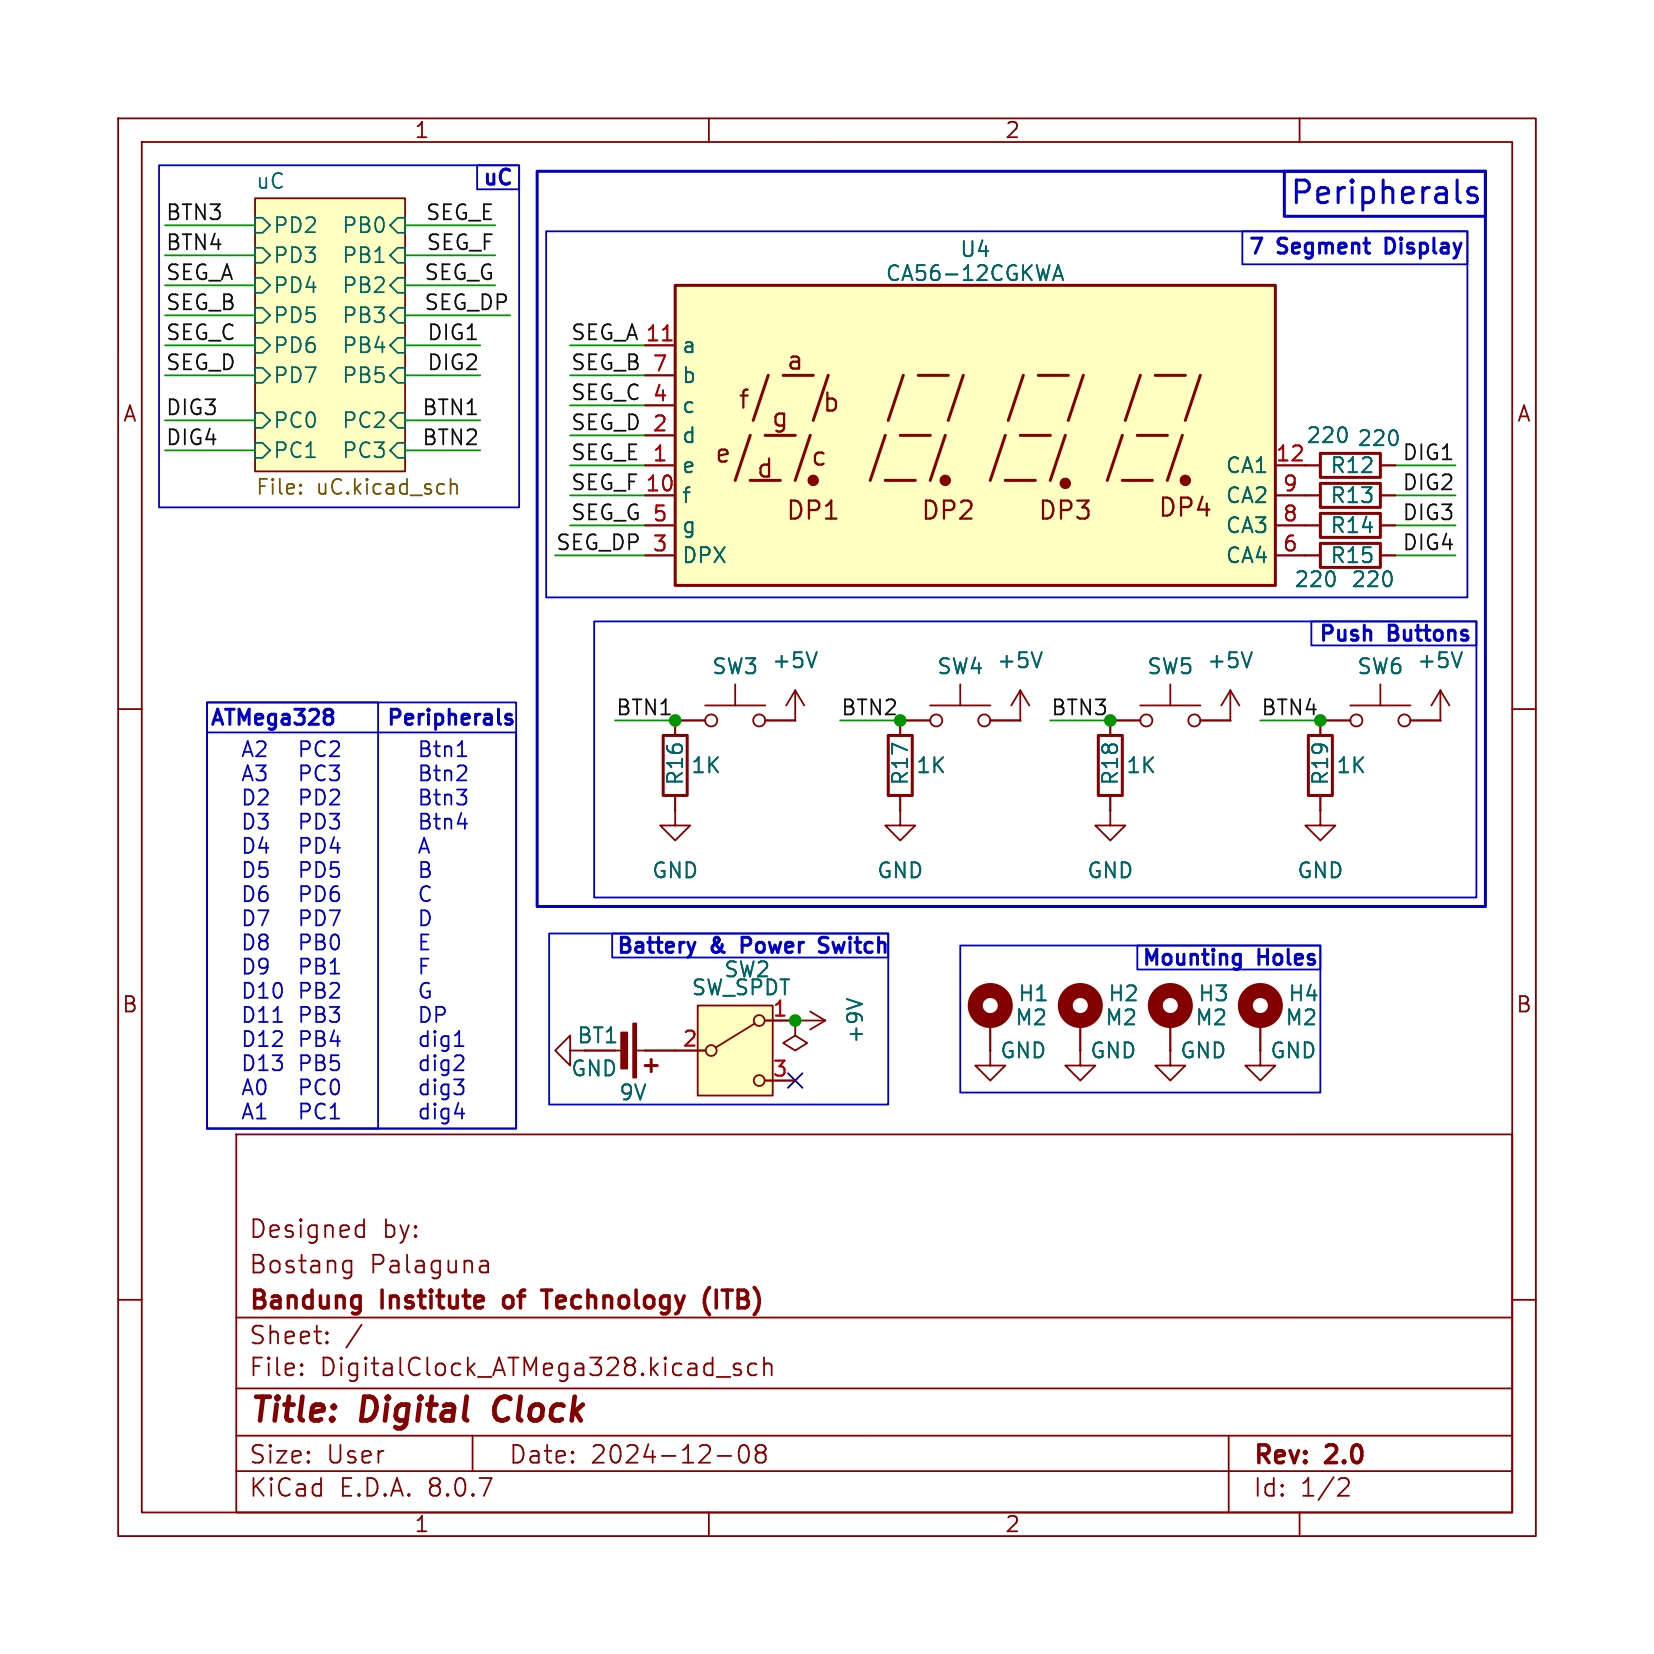 1 2
A A
B B
uC
uC
BTN3 PD2 PB0 SEG_E
BTN4 PD3 PB1 SEG_F
SEG_A PD4 PB2 SEG_G
SEG_B PD5 PB3 SEG_DP
SEG_C PD6 PB4 DIG1
SEG_D PD7 PB5 DIG2
DIG3 PC0 PC2 BTN1
DIG4 PC1 PC3 BTN2
File: uC.kicad_sch
Peripherals
7 Segment Display
U4
CA56-12CGKWA
SEG_A 11 a
SEG_B 7 b
SEG_C 4 c
SEG_D 2 d
SEG_E 1 e
SEG_F 10 f
SEG_G 5 g
SEG_DP 3 DPX
a
f b
g
e c
d
DP1 DP2 DP3 DP4
220 220
CA1 12 R12 DIG1
CA2 9 R13 DIG2
CA3 8 R14 DIG3
CA4 6 R15 DIG4
220 220
Push Buttons
SW3 +5V SW4 +5V SW5 +5V SW6 +5V
BTN1 BTN2 BTN3 BTN4
R16 1K R17 1K R18 1K R19 1K
GND GND GND GND
ATMega328 Peripherals
A2 PC2 Btn1
A3 PC3 Btn2
D2 PD2 Btn3
D3 PD3 Btn4
D4 PD4 A
D5 PD5 B
D6 PD6 C
D7 PD7 D
D8 PB0 E
D9 PB1 F
D10 PB2 G
D11 PB3 DP
D12 PB4 dig1
D13 PB5 dig2
A0 PC0 dig3
A1 PC1 dig4
Battery & Power Switch
SW2
SW_SPDT
1
+9V
BT1 2
GND +
3
9V
Mounting Holes
H1 H2 H3 H4
M2 M2 M2 M2
GND GND GND GND
Designed by:
Bostang Palaguna
Bandung Institute of Technology (ITB)
Sheet: /
File: DigitalClock_ATMega328.kicad_sch
Title: Digital Clock
Size: User Date: 2024-12-08 Rev: 2.0
KiCad E.D.A. 8.0.7 Id: 1/2
1 2